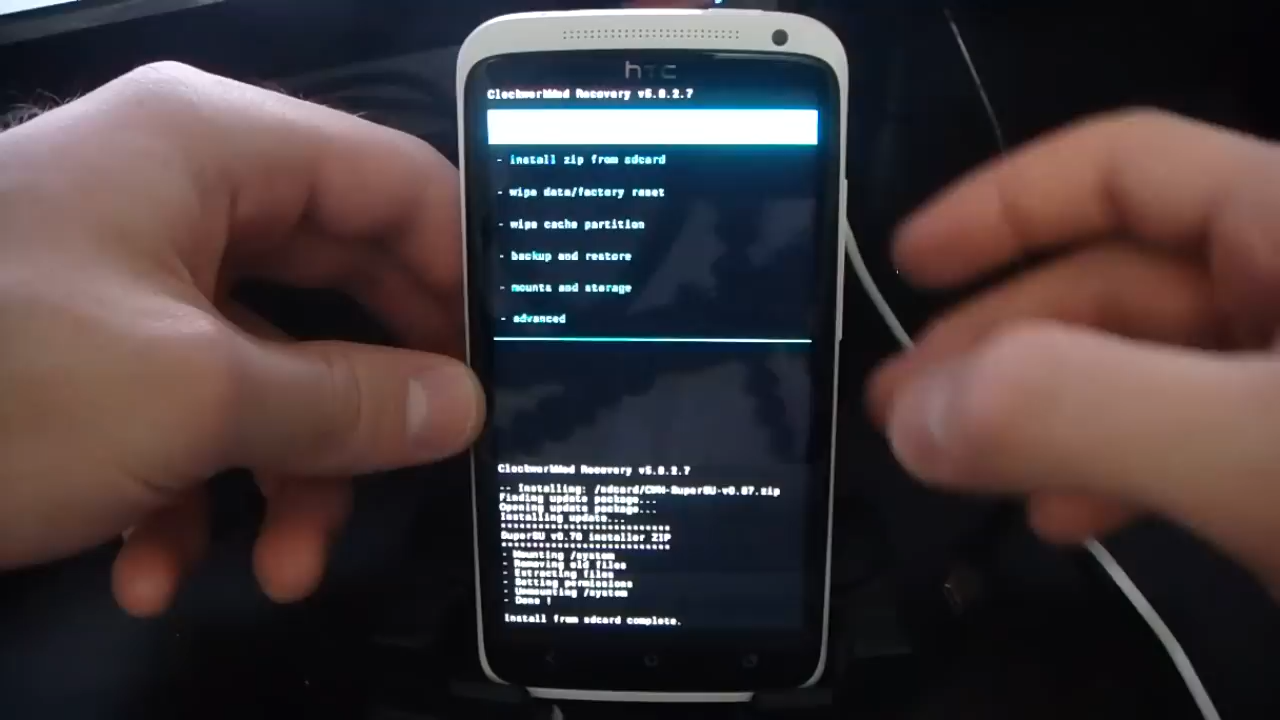 hTC
ClockworkMod Recovery v5.8.2.7
- install zip from sdcard
- wipe data/factory reset
- wipe cache partition
- backup and restore
- mounts and storage
- advanced
ClockworkMod Recovery v5.8.2.7
-- Installing: /sdcard/CWM-SuperSU-v0.87.zip
Finding update package...
Opening update package...
Installing update...
SuperSU v0.70 installer ZIP
- Mounting /system
- Removing old files
- Extracting files
- Setting permissions
- Unmounting /system
- Done !
Install from sdcard complete.